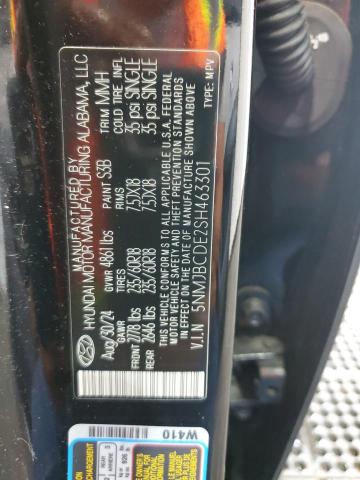 MANUFACTURED BY
HYUNDAI MOTOR MANUFACTURING ALABAMA, LLC
Aug/30/24 GVWR 4861 lbs PAINT S3B TRIM MMH
GAWR TIRES RIMS COLD TIRE INFL.
FRONT 2778 lbs 235/60R18 7.5JX18 35 psi SINGLE
REAR 2646 lbs 235/60R18 7.5JX18 35 psi SINGLE
THIS VEHICLE CONFORMS TO ALL APPLICABLE U.S.A. FEDERAL
MOTOR VEHICLE SAFETY, BUMPER, AND THEFT PREVENTION STANDARDS
IN EFFECT ON THE DATE OF MANUFACTURE SHOWN ABOVE.
V.I.N 5NMJBCDE2SH463301 TYPE: MPV
W410